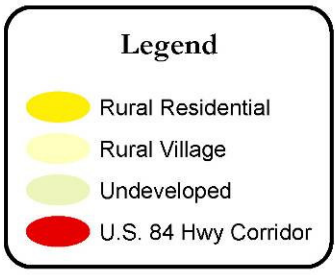 Legend
Rural Residential
Rural Village
Undeveloped
U.S. 84 Hwy Corridor